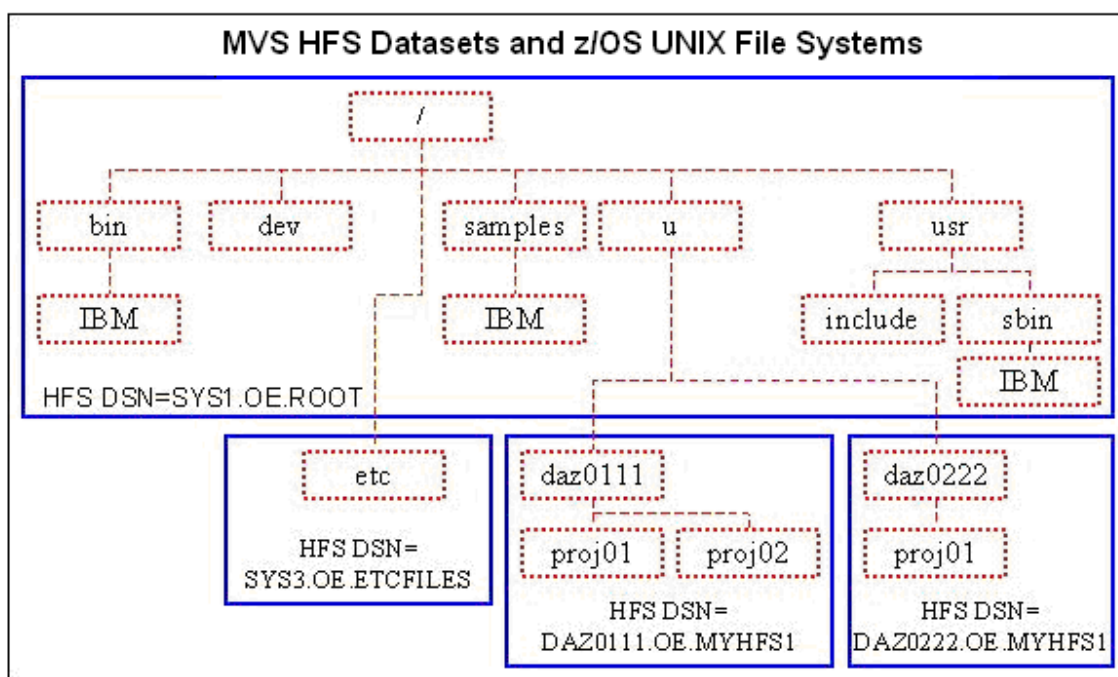 MVS HFS Datasets and z/OS UNIX File Systems
/
bin dev samples u usr
IBM IBM include sbin
IBM
HFS DSN=SYS1.OE.ROOT
etc daz0111 daz0222
proj01 proj02 proj01
HFS DSN=
SYS3.OE.ETCFILES
HFS DSN=
DAZ0111.OE.MYHFS1
HFS DSN=
DAZ0222.OE.MYHFS1